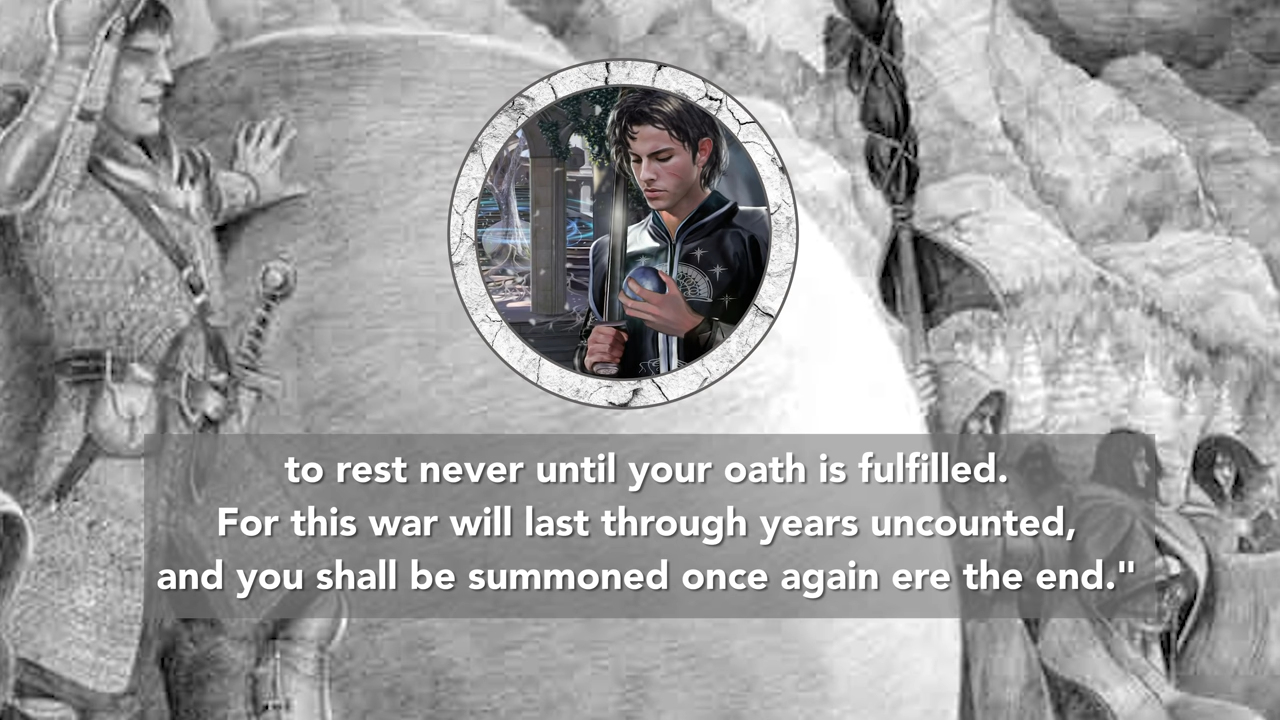 to rest never until your oath is fulfilled.
For this war will last through years uncounted,
and you shall be summoned once again ere the end."